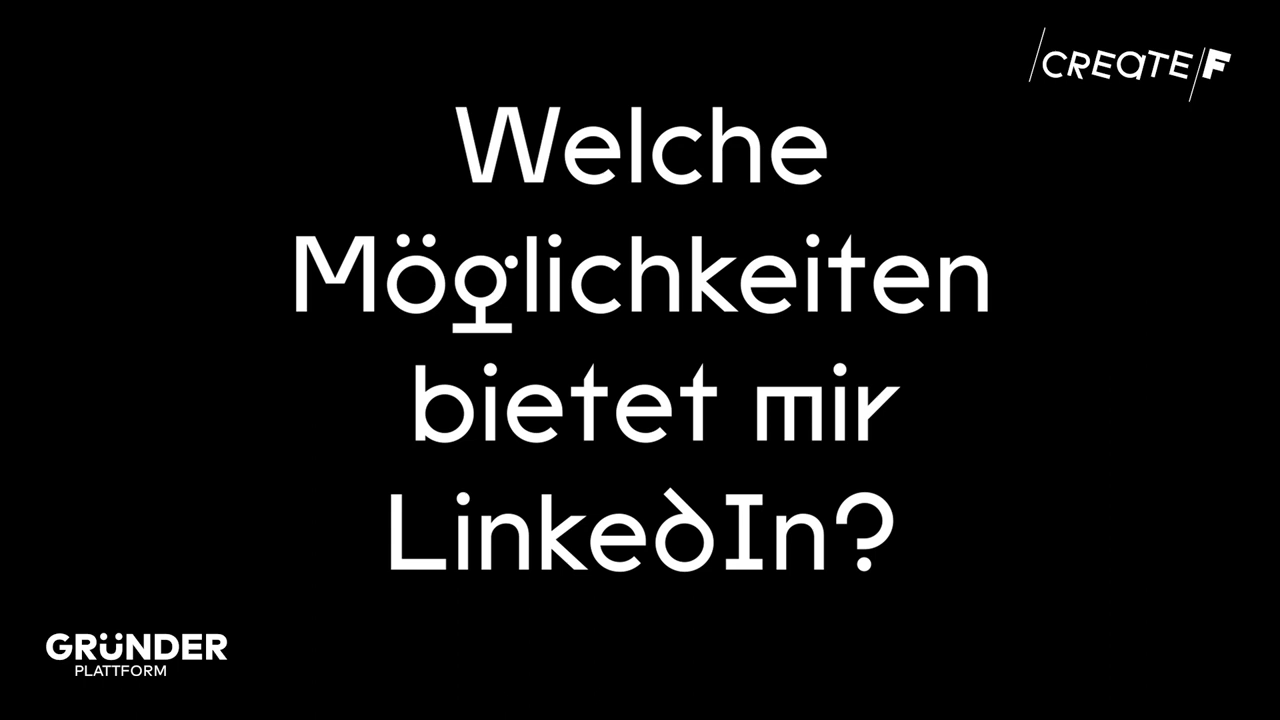 /CREATE/F
Welche
Möglichkeiten
bietet mir
LinkedIn?
GRÜNDER
PLATTFORM